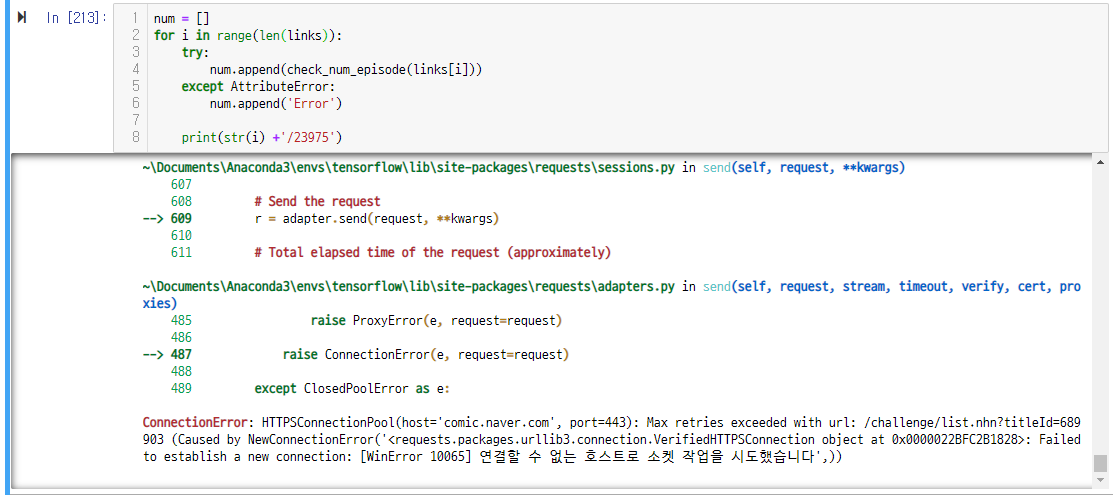 In [213]:
1 num = []
2 for i in range(len(links)):
3     try:
4         num.append(check_num_episode(links[i]))
5     except AttributeError:
6         num.append('Error')
7
8     print(str(i) +'/23975')
~\Documents\Anaconda3\envs\tensorflow\lib\site-packages\requests\sessions.py in send(self, request, **kwargs)
    607
    608         # Send the request
--> 609         r = adapter.send(request, **kwargs)
    610
    611         # Total elapsed time of the request (approximately)
~\Documents\Anaconda3\envs\tensorflow\lib\site-packages\requests\adapters.py in send(self, request, stream, timeout, verify, cert, pro
xies)
    485                 raise ProxyError(e, request=request)
    486
--> 487             raise ConnectionError(e, request=request)
    488
    489         except ClosedPoolError as e:
ConnectionError: HTTPSConnectionPool(host='comic.naver.com', port=443): Max retries exceeded with url: /challenge/list.nhn?titleId=689
903 (Caused by NewConnectionError('<requests.packages.urllib3.connection.VerifiedHTTPSConnection object at 0x0000022BFC2B1828>: Failed
to establish a new connection: [WinError 10065] 연결할 수 없는 호스트로 소켓 작업을 시도했습니다',))